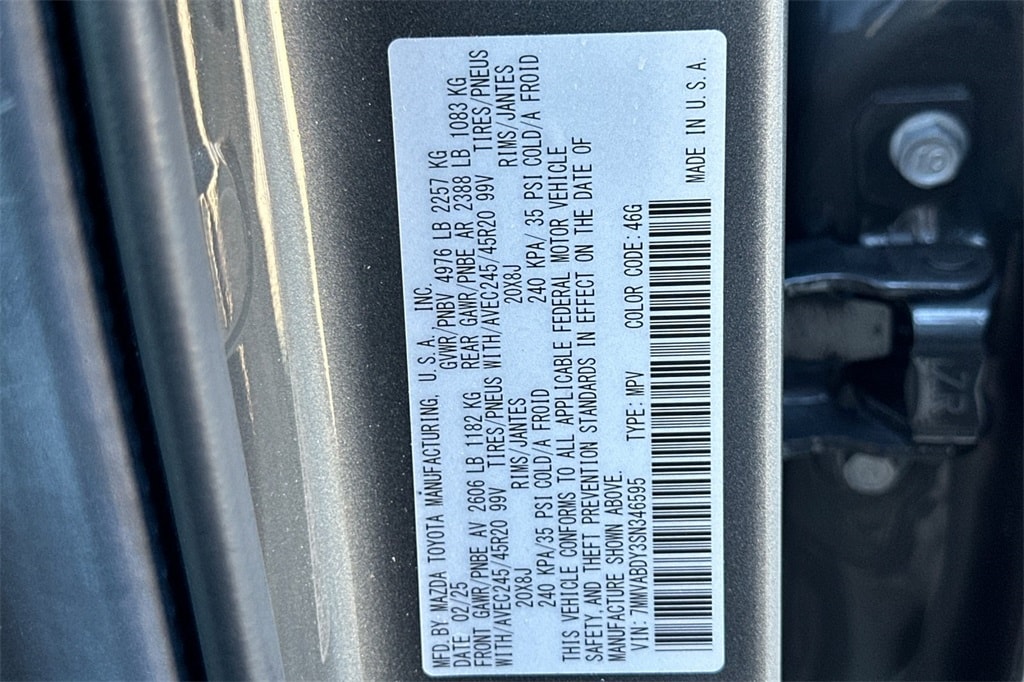 MFD. BY MAZDA TOYOTA MANUFACTURING, U.S.A., INC.
DATE 02/25 GVWR/PNBV 4976 LB 2257 KG
FRONT GAWR/PNBE AV 2606 LB 1182 KG REAR GAWR/PNBE AR 2388 LB 1083 KG
WITH/AVEC245/45R20 99V TIRES/PNEUS WITH/AVEC245/45R20 99V TIRES/PNEUS
20X8J RIMS/JANTES 20X8J RIMS/JANTES
240 KPA/35 PSI COLD/A FROID 240 KPA/ 35 PSI COLD/A FROID
THIS VEHICLE CONFORMS TO ALL APPLICABLE FEDERAL MOTOR VEHICLE
SAFETY AND THEFT PREVENTION STANDARDS IN EFFECT ON THE DATE OF
MANUFACTURE SHOWN ABOVE.
VIN: 7MMVABDY3SN346595 TYPE: MPV COLOR CODE: 46G
MADE IN U.S.A.
7R